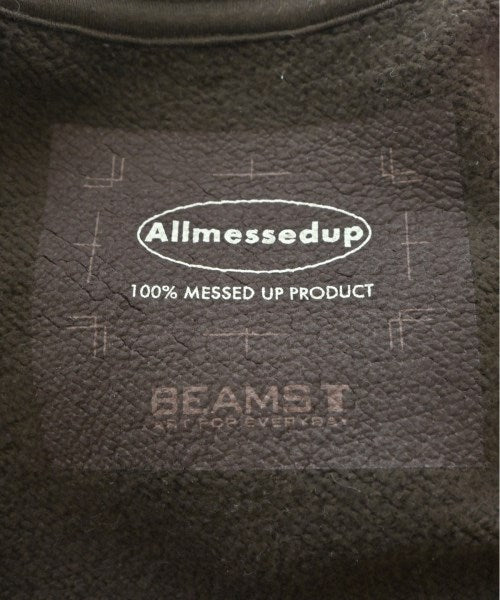 Allmessedup
100% MESSED UP PRODUCT
BEAMS T
ART FOR EVERYDAY